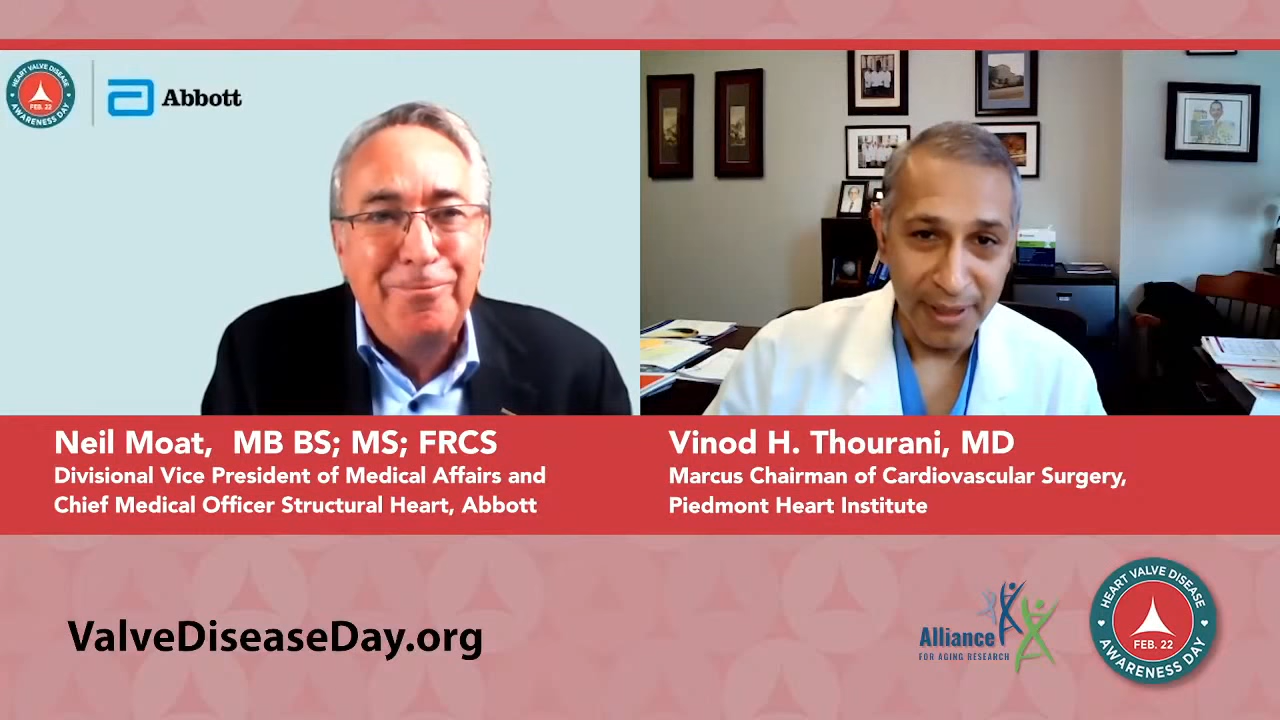 HEART VALVE DISEASE
FEB. 22
AWARENESS DAY
Abbott
Neil Moat,  MB BS; MS; FRCS
Divisional Vice President of Medical Affairs and
Chief Medical Officer Structural Heart, Abbott
Vinod H. Thourani, MD
Marcus Chairman of Cardiovascular Surgery,
Piedmont Heart Institute
ValveDiseaseDay.org
Alliance
FOR AGING RESEARCH
HEART VALVE DISEASE
FEB. 22
AWARENESS DAY